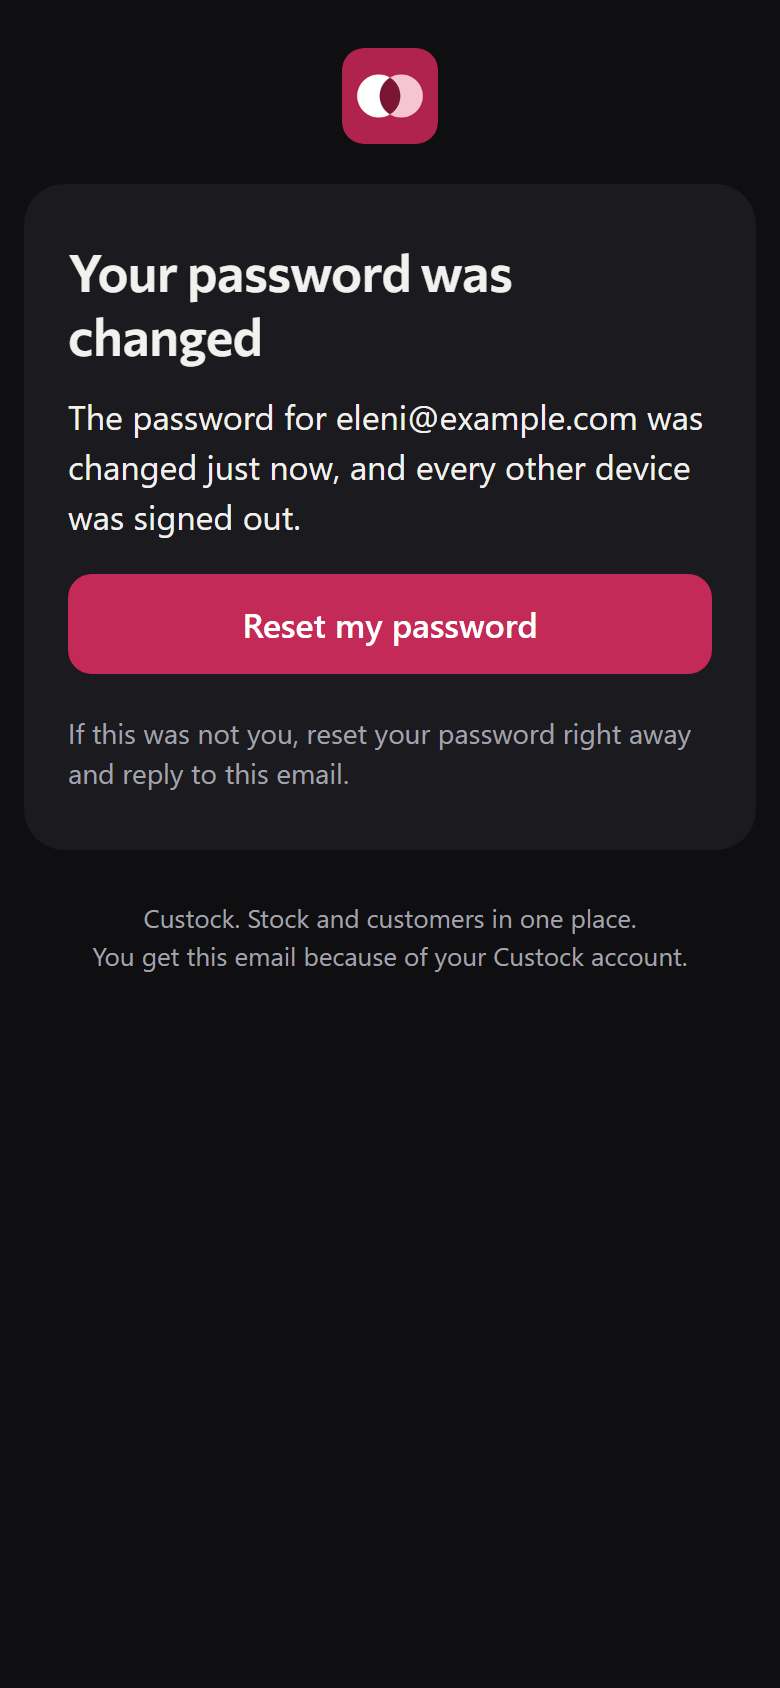 Your password was
changed
The password for eleni@example.com was
changed just now, and every other device
was signed out.
Reset my password
If this was not you, reset your password right away
and reply to this email.
Custock. Stock and customers in one place.
You get this email because of your Custock account.